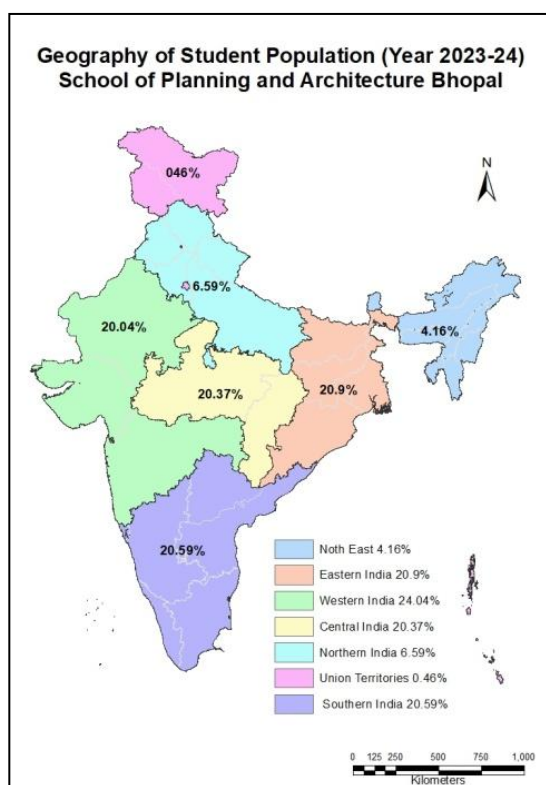 Geography of Student Population (Year 2023-24)
School of Planning and Architecture Bhopal
046%
N
6.59%
20.04%
4.16%
20.37%
20.9%
20.59%
Noth East 4.16%
Eastern India 20.9%
Western India 24.04%
Central India 20.37%
Northern India 6.59%
Union Territories 0.46%
Southern India 20.59%
0 125 250 500 750 1,000
Kilometers